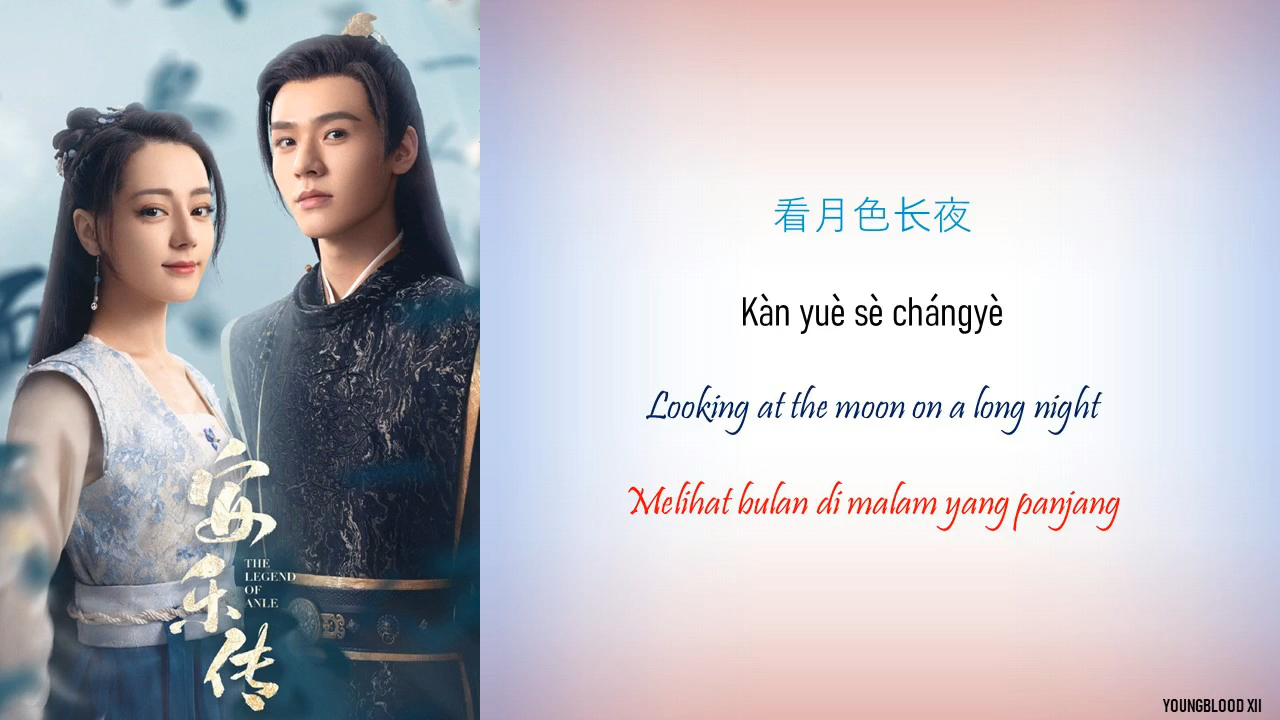 安乐传
THE
LEGEND
OF
ANLE
看月色长夜
Kàn yuè sè chángyè
Looking at the moon on a long night
Melihat bulan di malam yang panjang
YOUNGBLOOD XII